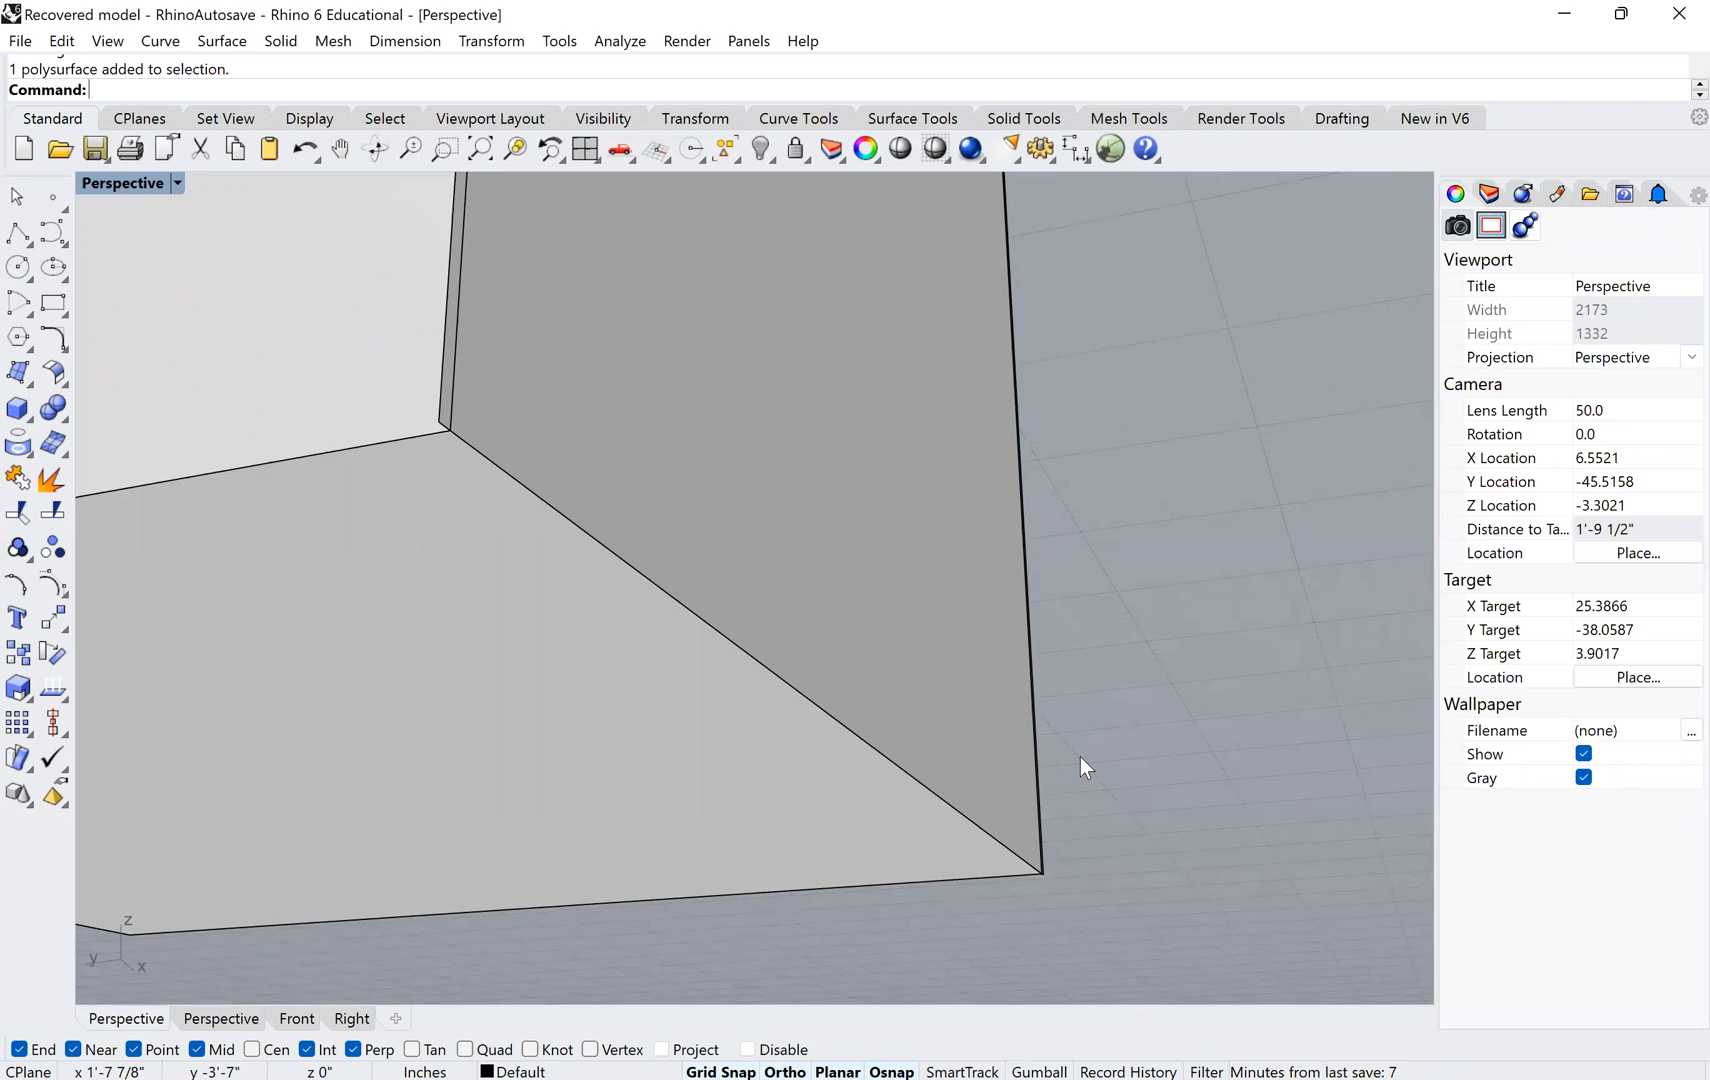 Recovered model - RhinoAutosave - Rhino 6 Educational - [Perspective]
File Edit View Curve Surface Solid Mesh Dimension Transform Tools Analyze Render Panels Help
1 polysurface added to selection.
Command:
Standard CPlanes Set View Display Select Viewport Layout Visibility Transform Curve Tools Surface Tools Solid Tools Mesh Tools Render Tools Drafting New in V6
Perspective
Viewport
Title Perspective
Width 2173
Height 1332
Projection Perspective
Camera
Lens Length 50.0
Rotation 0.0
X Location 6.5521
Y Location -45.5158
Z Location -3.3021
Distance to Ta... 1'-9 1/2"
Location Place...
Target
X Target 25.3866
Y Target -38.0587
Z Target 3.9017
Location Place...
Wallpaper
Filename (none) ...
Show
Gray
z
y
x
Perspective Perspective Front Right
End Near Point Mid Cen Int Perp Tan Quad Knot Vertex Project Disable
CPlane x 1'-7 7/8" y -3'-7" z 0" Inches Default Grid Snap Ortho Planar Osnap SmartTrack Gumball Record History Filter Minutes from last save: 7